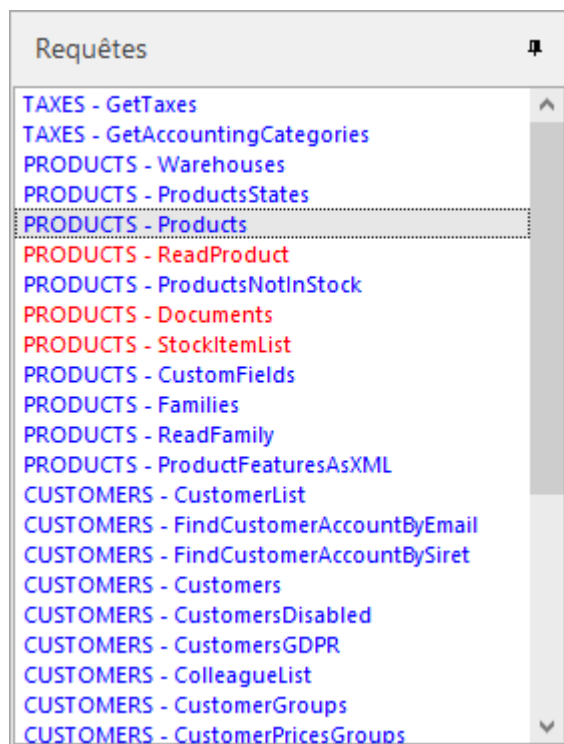 Requêtes
TAXES - GetTaxes
TAXES - GetAccountingCategories
PRODUCTS - Warehouses
PRODUCTS - ProductsStates
PRODUCTS - Products
PRODUCTS - ReadProduct
PRODUCTS - ProductsNotInStock
PRODUCTS - Documents
PRODUCTS - StockItemList
PRODUCTS - CustomFields
PRODUCTS - Families
PRODUCTS - ReadFamily
PRODUCTS - ProductFeaturesAsXML
CUSTOMERS - CustomerList
CUSTOMERS - FindCustomerAccountByEmail
CUSTOMERS - FindCustomerAccountBySiret
CUSTOMERS - Customers
CUSTOMERS - CustomersDisabled
CUSTOMERS - CustomersGDPR
CUSTOMERS - ColleagueList
CUSTOMERS - CustomerGroups
CUSTOMERS - CustomerPricesGroups